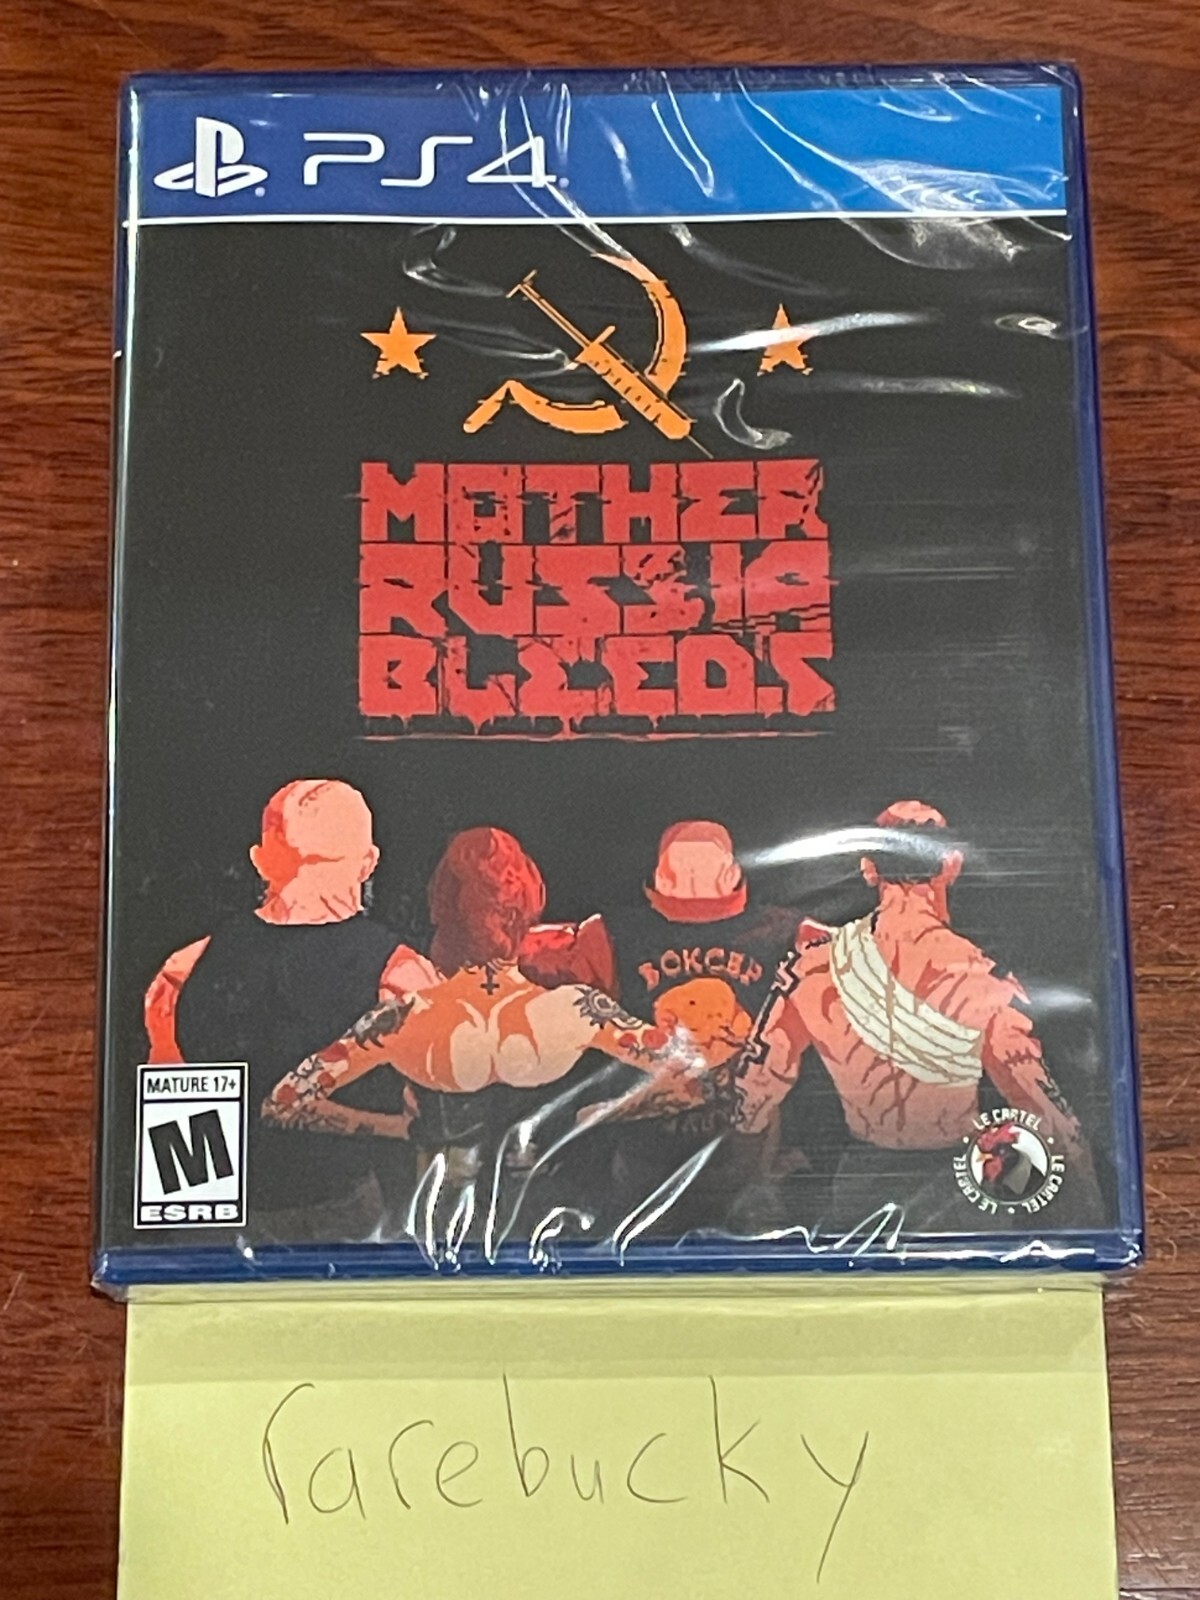 PS4
MOTHER
RUSSIA
BLEEDS
БОКСЕР
MATURE 17+
M
ESRB
LE CARTEL • LE CARTEL • LE CARTEL •
rarebucky